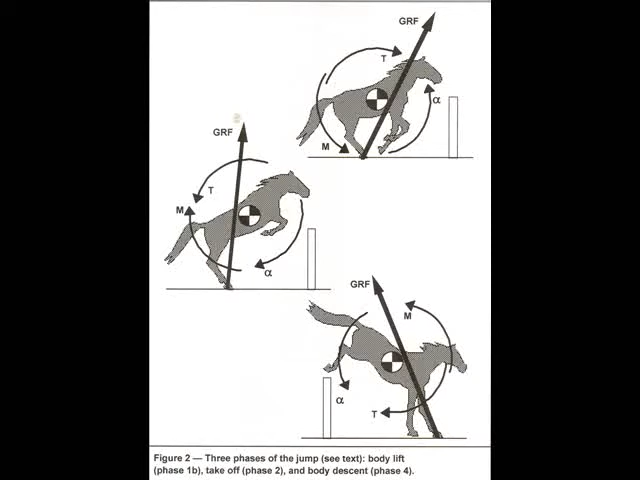 GRF
T
α
M
GRF
T
M
α
GRF
M
α
T
Figure 2 — Three phases of the jump (see text): body lift
(phase 1b), take off (phase 2), and body descent (phase 4).